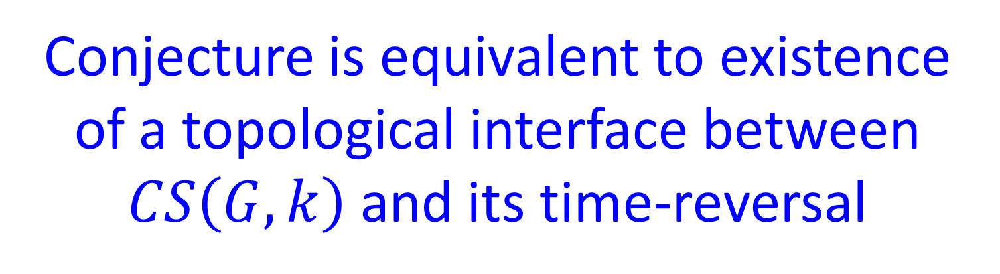 Conjecture is equivalent to existence
of a topological interface between
𝐶𝑆(𝐺, 𝑘) and its time-reversal